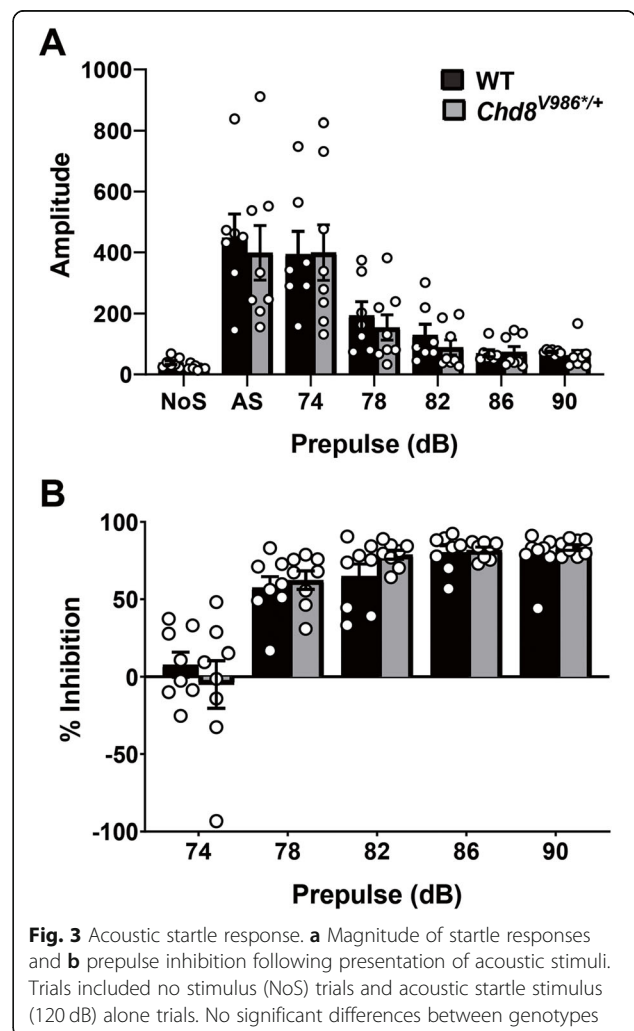 A
1000
800
600
400
200
0
Amplitude
WT
Chd8V986*/+
NoS AS 74 78 82 86 90
Prepulse (dB)
B
100
50
0
-50
-100
% Inhibition
74 78 82 86 90
Prepulse (dB)
Fig. 3 Acoustic startle response. a Magnitude of startle responses
and b prepulse inhibition following presentation of acoustic stimuli.
Trials included no stimulus (NoS) trials and acoustic startle stimulus
(120 dB) alone trials. No significant differences between genotypes